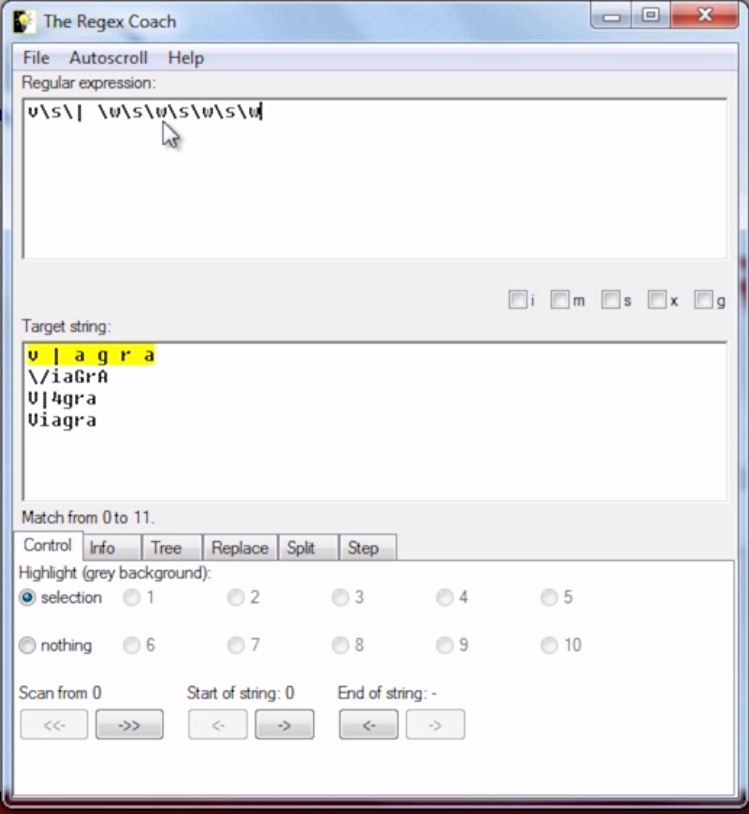 The Regex Coach
File Autoscroll Help
Regular expression:
v\s\| \w\s\w\s\w\s\w
i m s x g
Target string:
v | a g r a
\/iaGrA
V|4gra
Viagra
Match from 0 to 11.
Control Info Tree Replace Split Step
Highlight (grey background):
selection 1 2 3 4 5
nothing 6 7 8 9 10
Scan from 0 Start of string: 0 End of string: -
<<- ->> <- -> <- ->